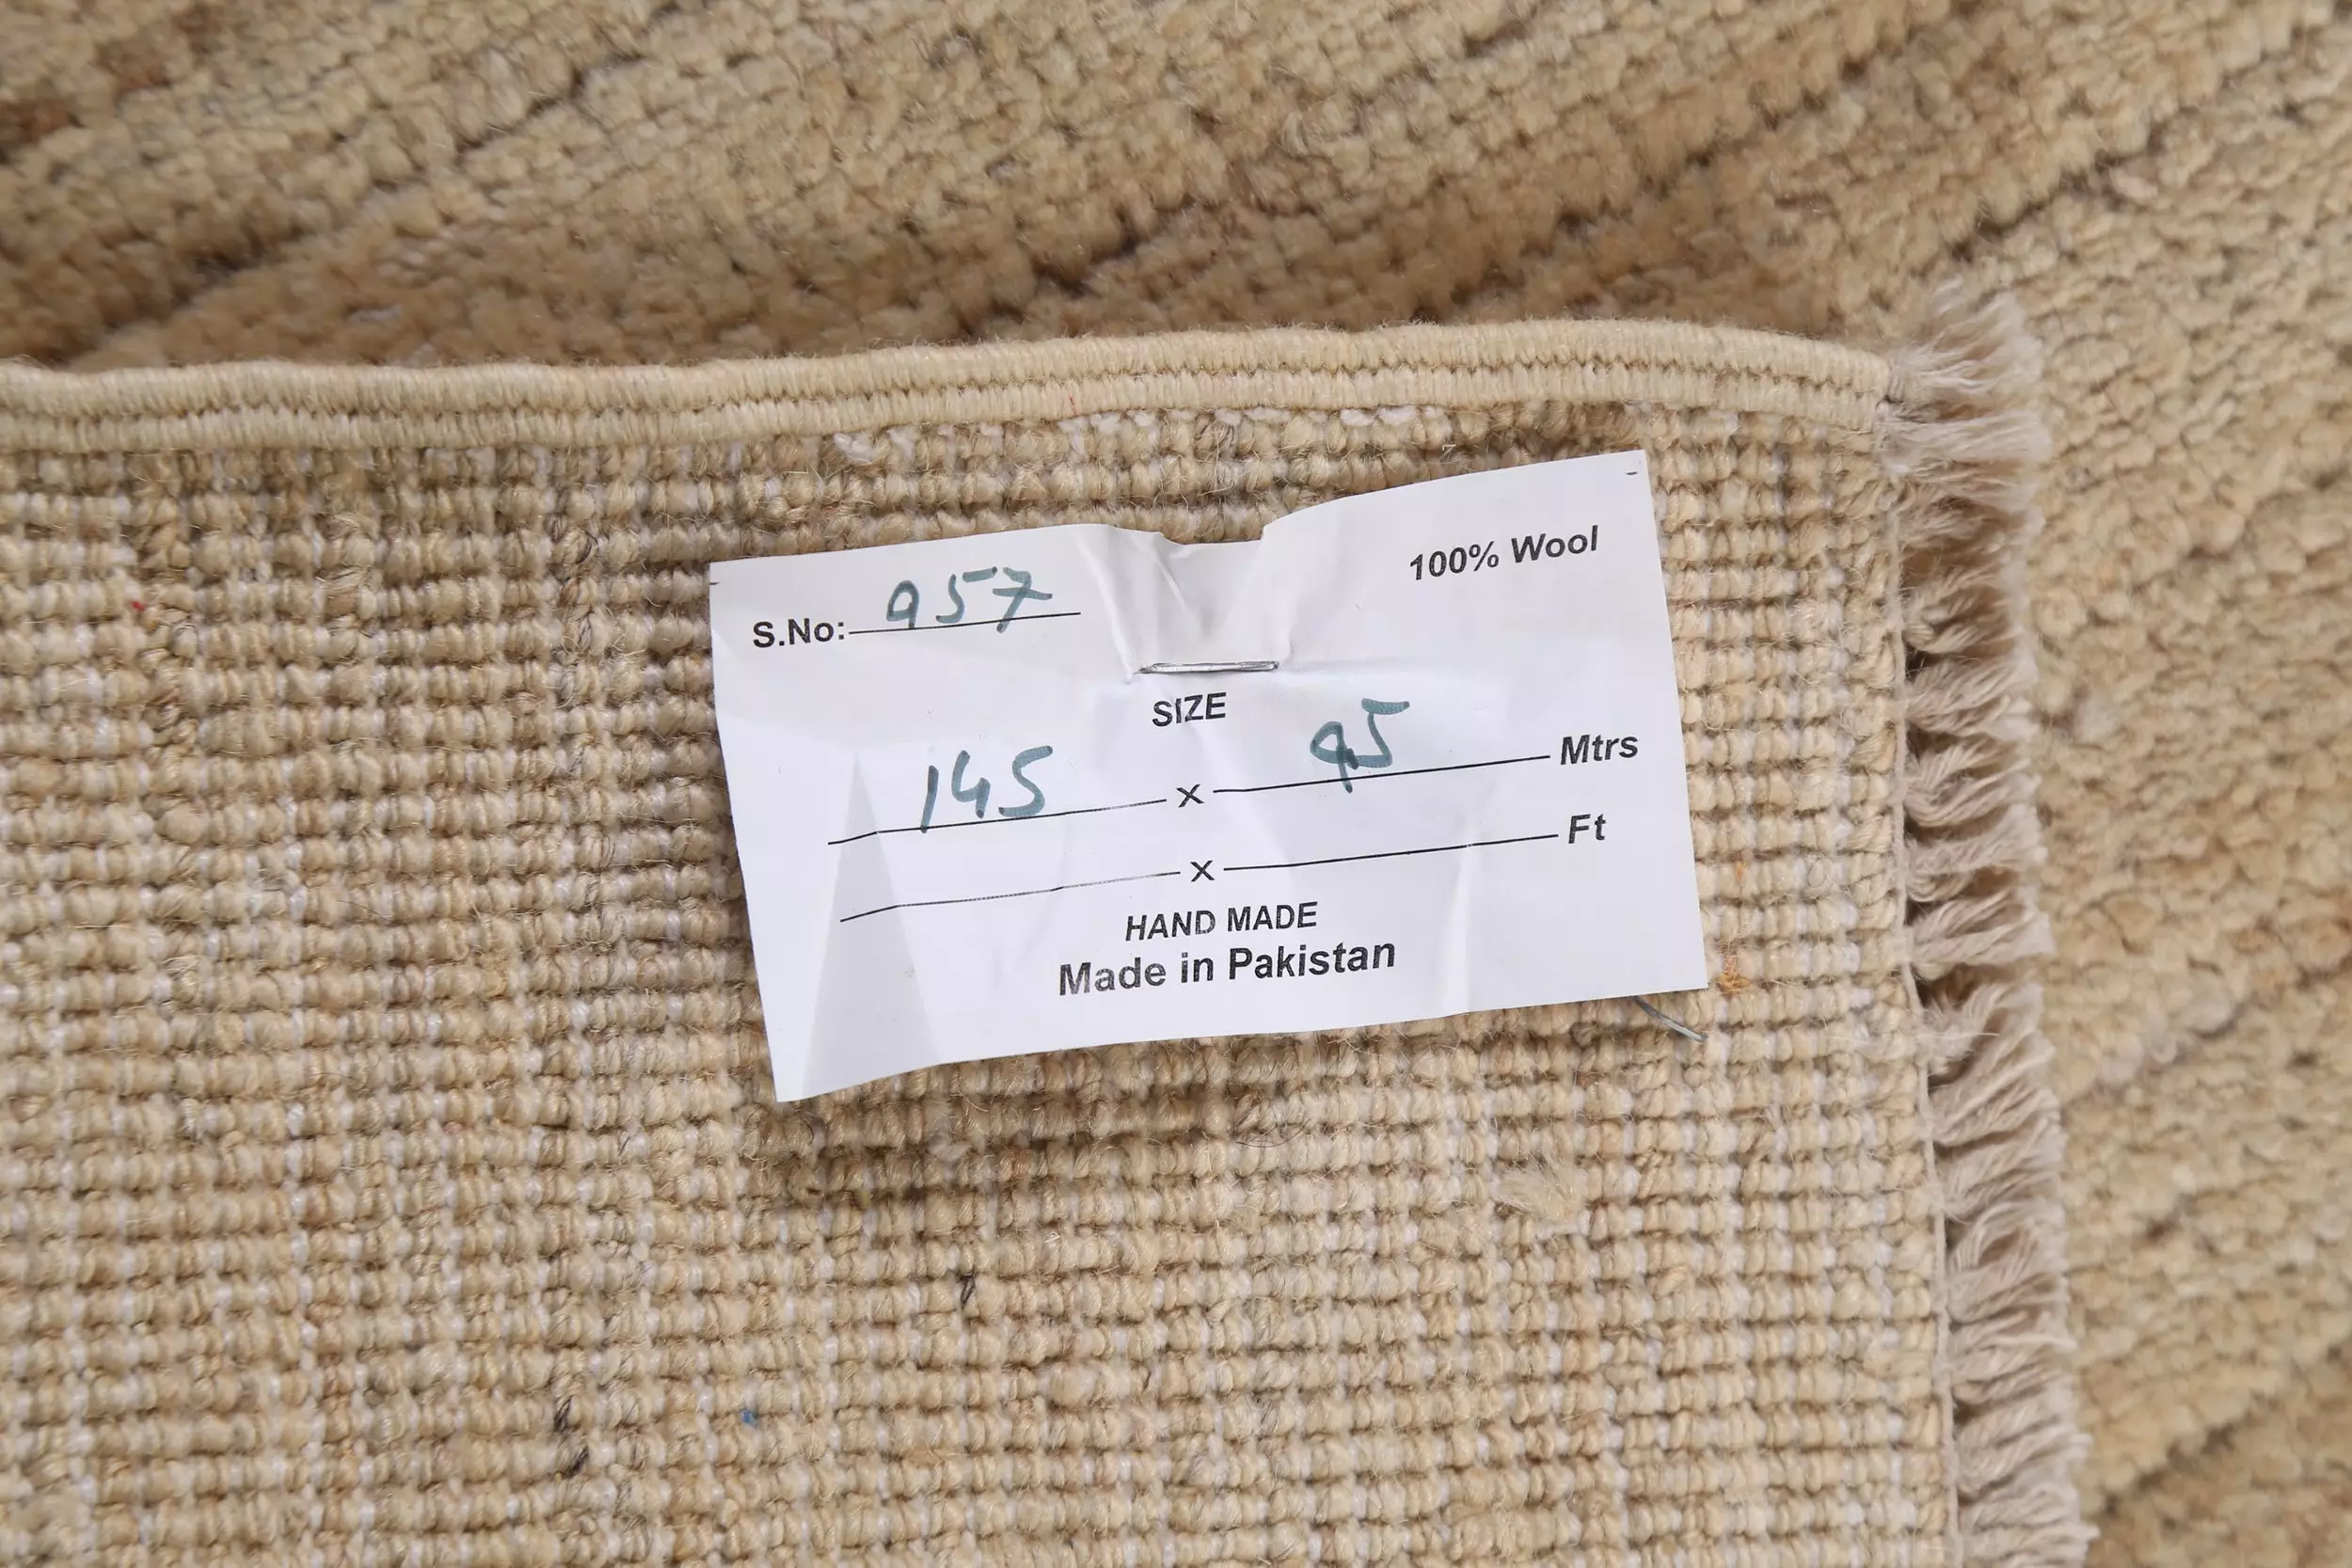 S.No: 957
100% Wool
SIZE
145 x 95 Mtrs
x Ft
HAND MADE
Made in Pakistan